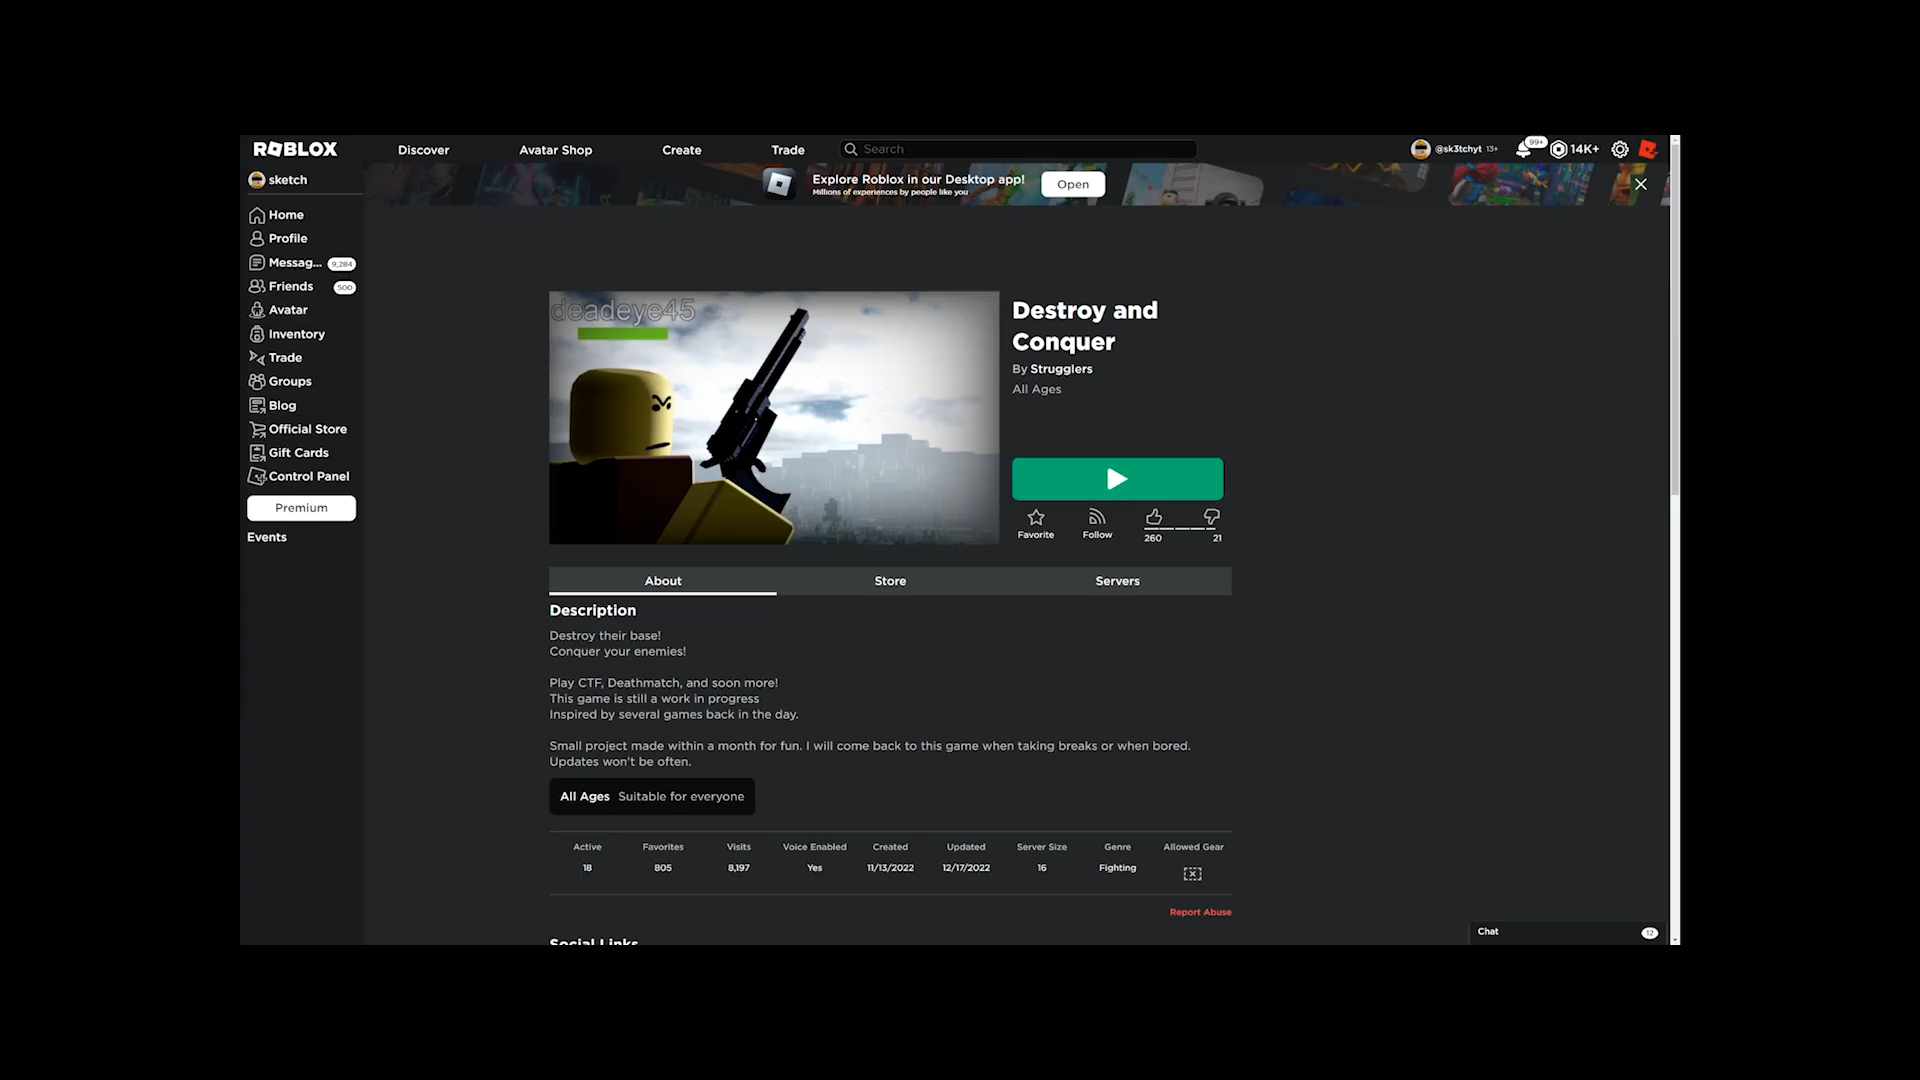 ROBLOX
Discover
Avatar Shop
Create
Trade
Search
@sk3tchyt 13+
99+
14K+
sketch
Explore Roblox in our Desktop app!
Millions of experiences by people like you
Open
Home
Profile
Messag... 9,284
Friends 500
Avatar
Inventory
Trade
Groups
Blog
Official Store
Gift Cards
Control Panel
Premium
Events
deadeye45
Destroy and
Conquer
By Strugglers
All Ages
Favorite
Follow
260
21
About
Store
Servers
Description
Destroy their base!
Conquer your enemies!
Play CTF, Deathmatch, and soon more!
This game is still a work in progress
Inspired by several games back in the day.
Small project made within a month for fun. I will come back to this game when taking breaks or when bored.
Updates won't be often.
All Ages Suitable for everyone
Active Favorites Visits Voice Enabled Created Updated Server Size Genre Allowed Gear
18 805 8,197 Yes 11/13/2022 12/17/2022 16 Fighting
Report Abuse
Social Links
Chat 12